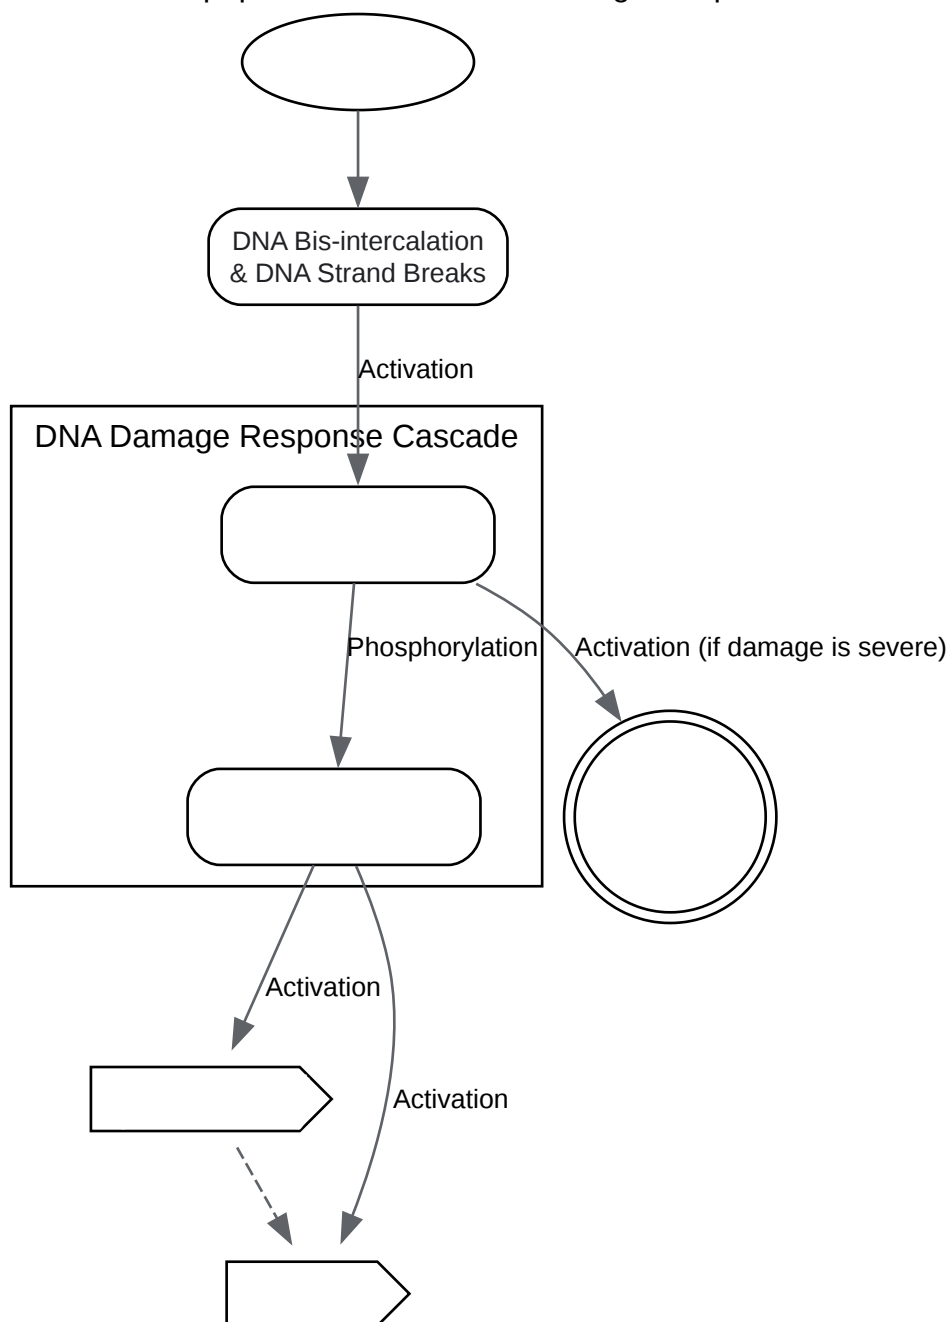 DNA Bis-intercalation
& DNA Strand Breaks
Activation
DNA Damage Response Cascade
Phosphorylation
Activation (if damage is severe)
Activation
Activation